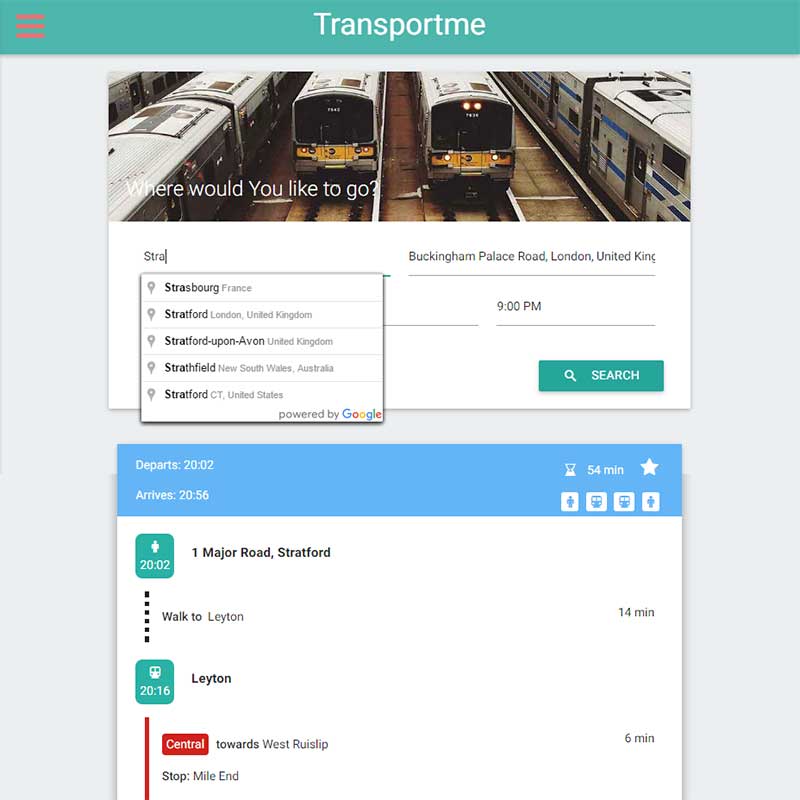 Transportme
7542
7636
Where would You like to go?
Stra
Buckingham Palace Road, London, United King
Strasbourg France
Stratford London, United Kingdom
Stratford-upon-Avon United Kingdom
Strathfield New South Wales, Australia
Stratford CT, United States
powered by Google
9:00 PM
SEARCH
Departs: 20:02
54 min
Arrives: 20:56
20:02
1 Major Road, Stratford
Walk to Leyton
14 min
20:16
Leyton
Central towards West Ruislip
6 min
Stop: Mile End